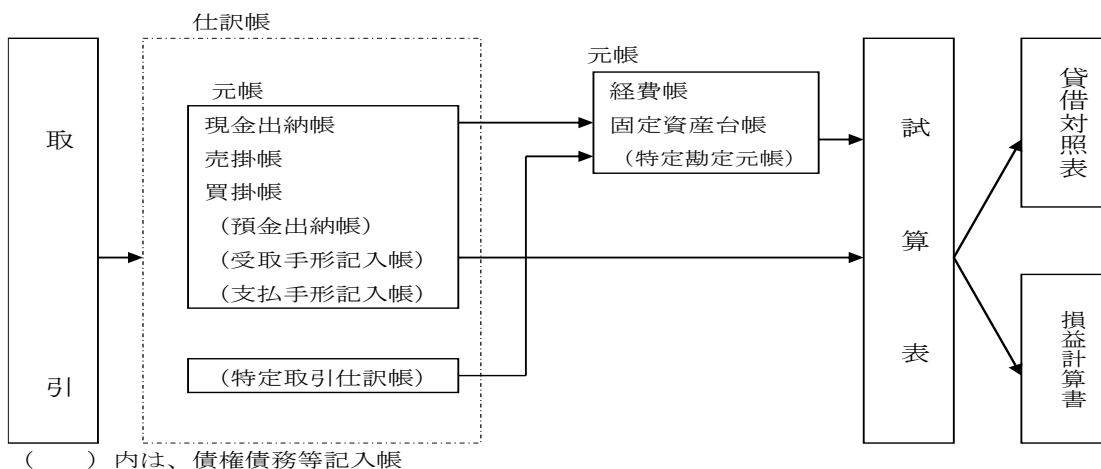 仕訳帳
取引
元帳
現金出納帳
売掛帳
買掛帳
（預金出納帳）
（受取手形記入帳）
（支払手形記入帳）
（特定取引仕訳帳）
元帳
経費帳
固定資産台帳
（特定勘定元帳）
試算表
貸借対照表
損益計算書
（　　）内は、債権債務等記入帳